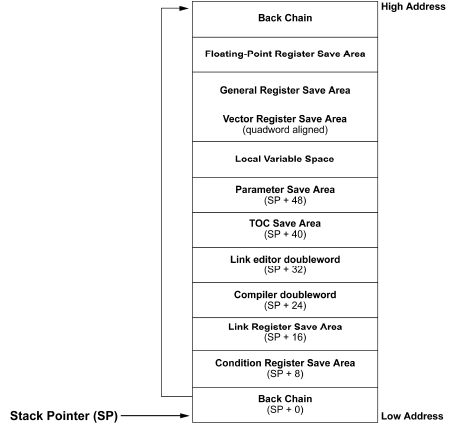 High Address
Back Chain
Floating-Point Register Save Area
General Register Save Area
Vector Register Save Area
(quadword aligned)
Local Variable Space
Parameter Save Area
(SP + 48)
TOC Save Area
(SP + 40)
Link editor doubleword
(SP + 32)
Compiler doubleword
(SP + 24)
Link Register Save Area
(SP + 16)
Condition Register Save Area
(SP + 8)
Back Chain
(SP + 0)
Stack Pointer (SP)
Low Address